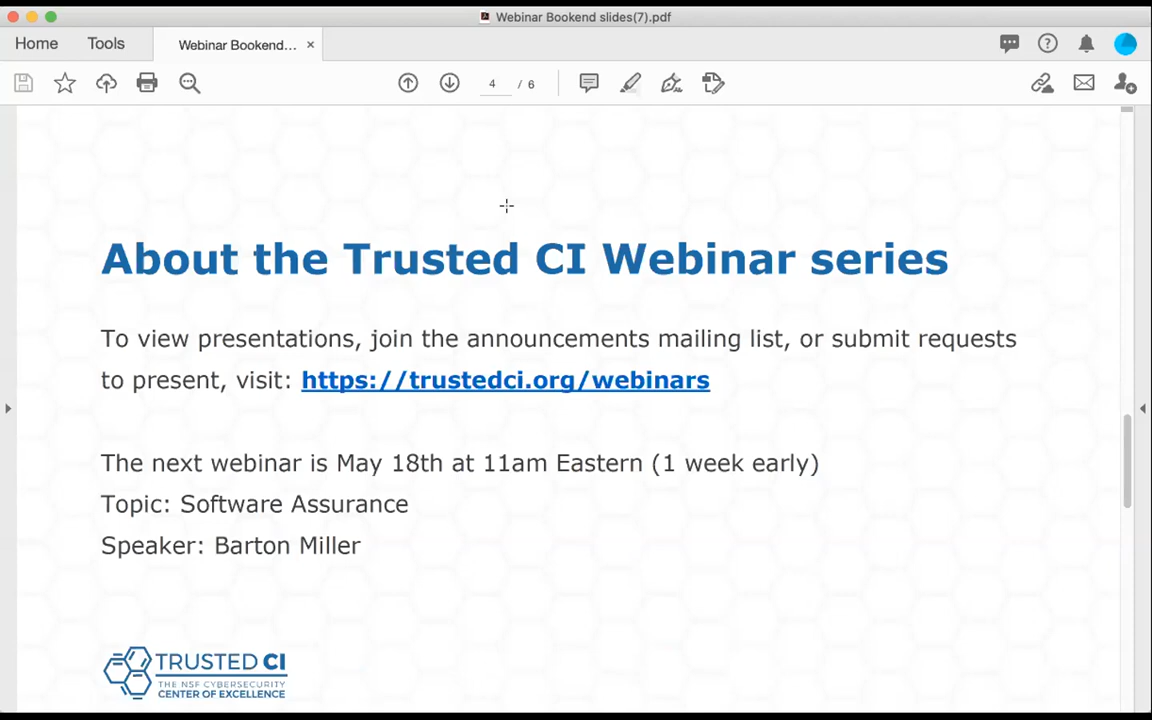 Webinar Bookend slides(7).pdf
Home
Tools
Webinar Bookend...
4 / 6
About the Trusted CI Webinar series
To view presentations, join the announcements mailing list, or submit requests
to present, visit: https://trustedci.org/webinars
The next webinar is May 18th at 11am Eastern (1 week early)
Topic: Software Assurance
Speaker: Barton Miller
TRUSTED CI
THE NSF CYBERSECURITY
CENTER OF EXCELLENCE